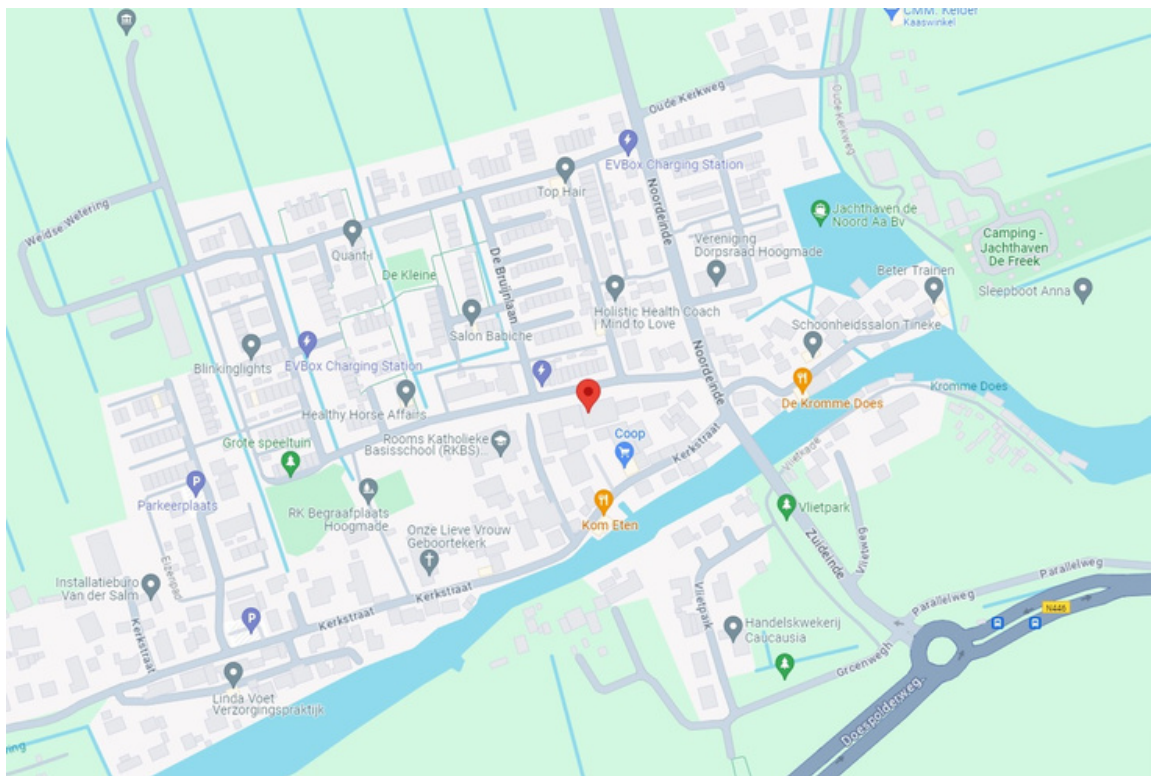 CMM. Kelder
Kaaswinkel
Oude Kerkweg
Oude Kerkweg
EVBox Charging Station
Top Hair
Noordeinde
Weidse Wetering
Jachthaven de
Noord Aa Bv
Quant-i
Vereniging
Dorpsraad Hoogmade
Camping -
Jachthaven
De Freek
De Kleine
De Bruijnlaan
Beter Trainen
Sleepboot Anna
Holistic Health Coach
| Mind to Love
Salon Babiche
Schoonheidssalon Tineke
Blinkinglights
EVBox Charging Station
Noordeinde
Kromme Does
De Kromme Does
Healthy Horse Affairs
Coop
Kerkstraat
Grote speeltuin
Rooms Katholieke
Basisschool (RKBS)...
Vlietkade
Parkeerplaats
P
RK Begraafplaats
Hoogmade
Kom Eten
Vlietpark
Onze Lieve Vrouw
Geboortekerk
Zuideinde
Vlietweg
Elzenpad
Installatieburo
Van der Salm
Parallelweg
Kerkstraat
Kerkstraat
Kerkstraat
P
Vlietpark
Parallelweg
N446
Handelskwekerij
Caucausia
Groenwegh
Linda Voet
Verzorgingspraktijk
Doespolderweg